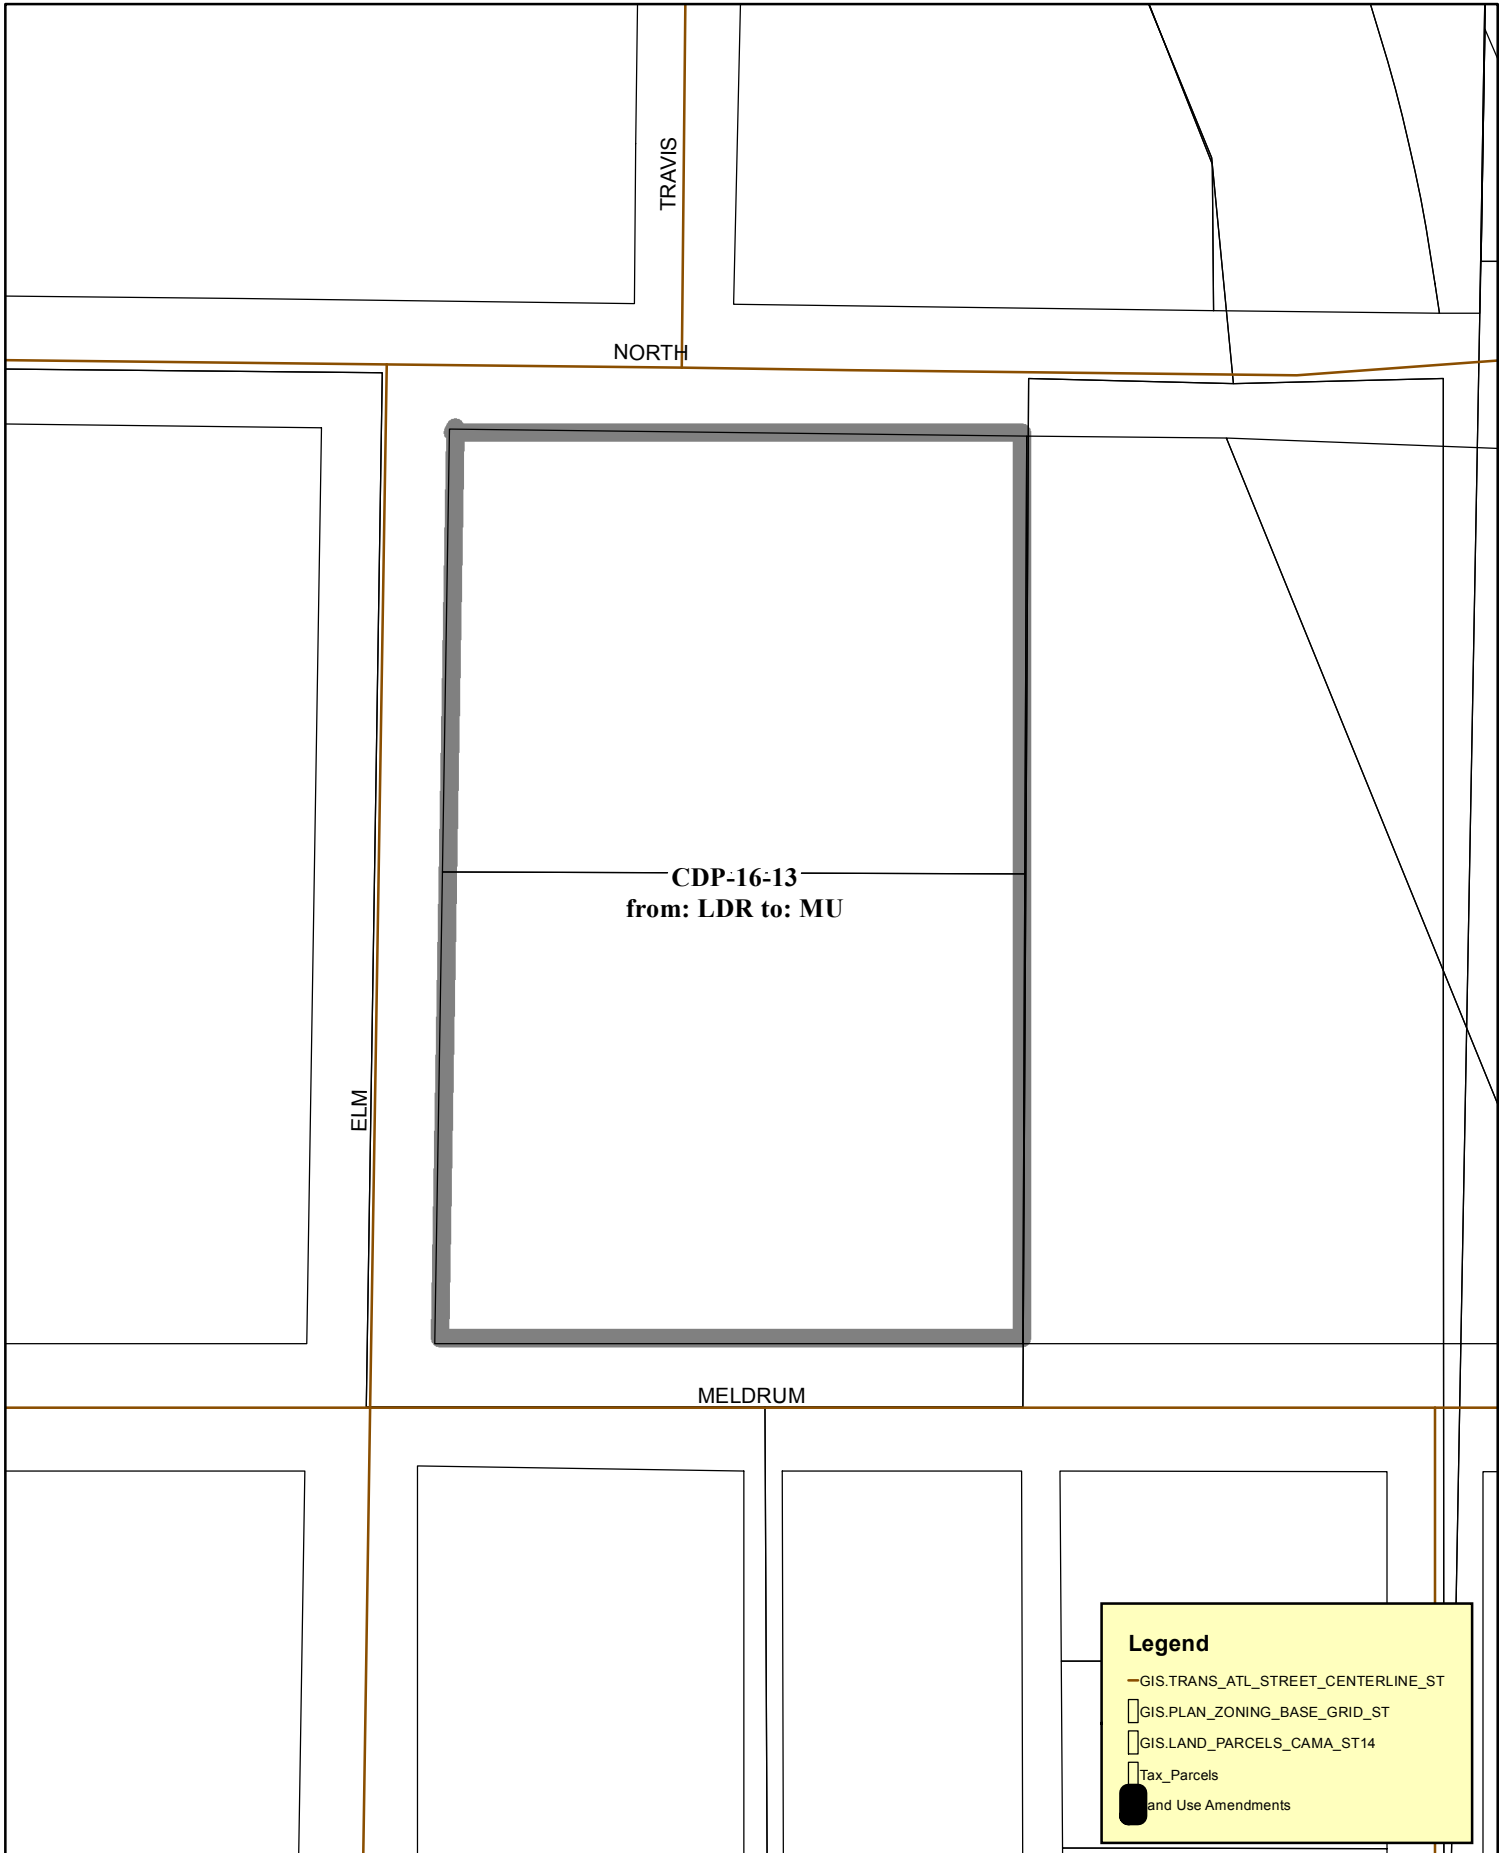 TRAVIS
NORTH
CDP-16-13
from: LDR to: MU
ELM
MELDRUM
Legend
GIS.TRANS_ATL_STREET_CENTERLINE_ST
GIS.PLAN_ZONING_BASE_GRID_ST
GIS.LAND_PARCELS_CAMA_ST14
Tax_Parcels
and Use Amendments